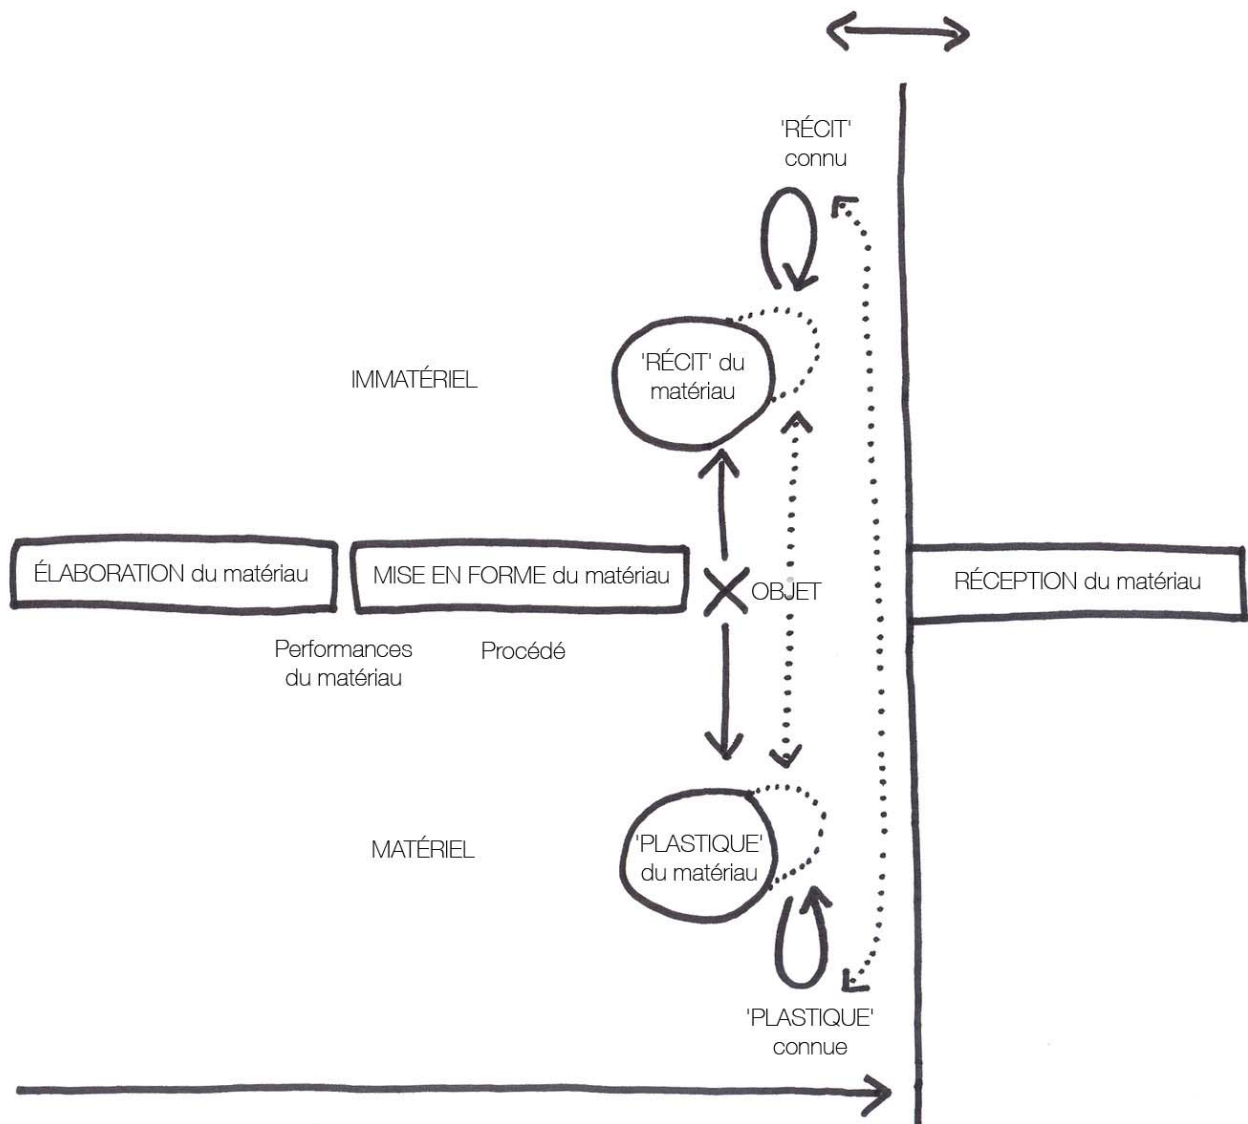 'RÉCIT'
connu
'RÉCIT' du
matériau
IMMATÉRIEL
ÉLABORATION du matériau
MISE EN FORME du matériau
OBJET
RÉCEPTION du matériau
Performances
du matériau
Procédé
MATÉRIEL
'PLASTIQUE'
du matériau
'PLASTIQUE'
connue